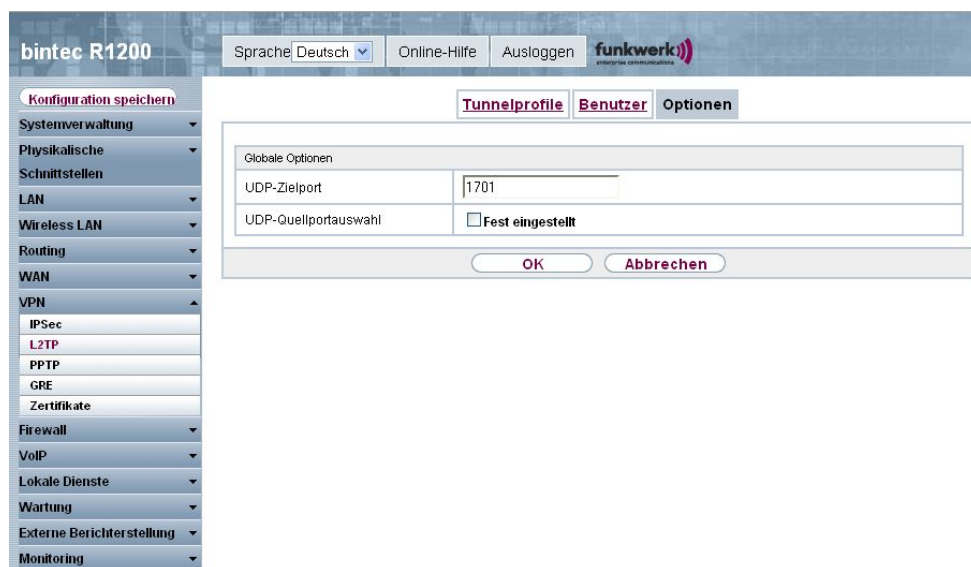 bintec R1200
Sprache Deutsch
Online-Hilfe
Ausloggen
funkwerk
enterprise communications
Konfiguration speichern
Systemverwaltung
Physikalische
Schnittstellen
LAN
Wireless LAN
Routing
WAN
VPN
IPSec
L2TP
PPTP
GRE
Zertifikate
Firewall
VoIP
Lokale Dienste
Wartung
Externe Berichterstellung
Monitoring
Tunnelprofile
Benutzer
Optionen
Globale Optionen
UDP-Zielport 1701
UDP-Quellportauswahl Fest eingestellt
OK
Abbrechen